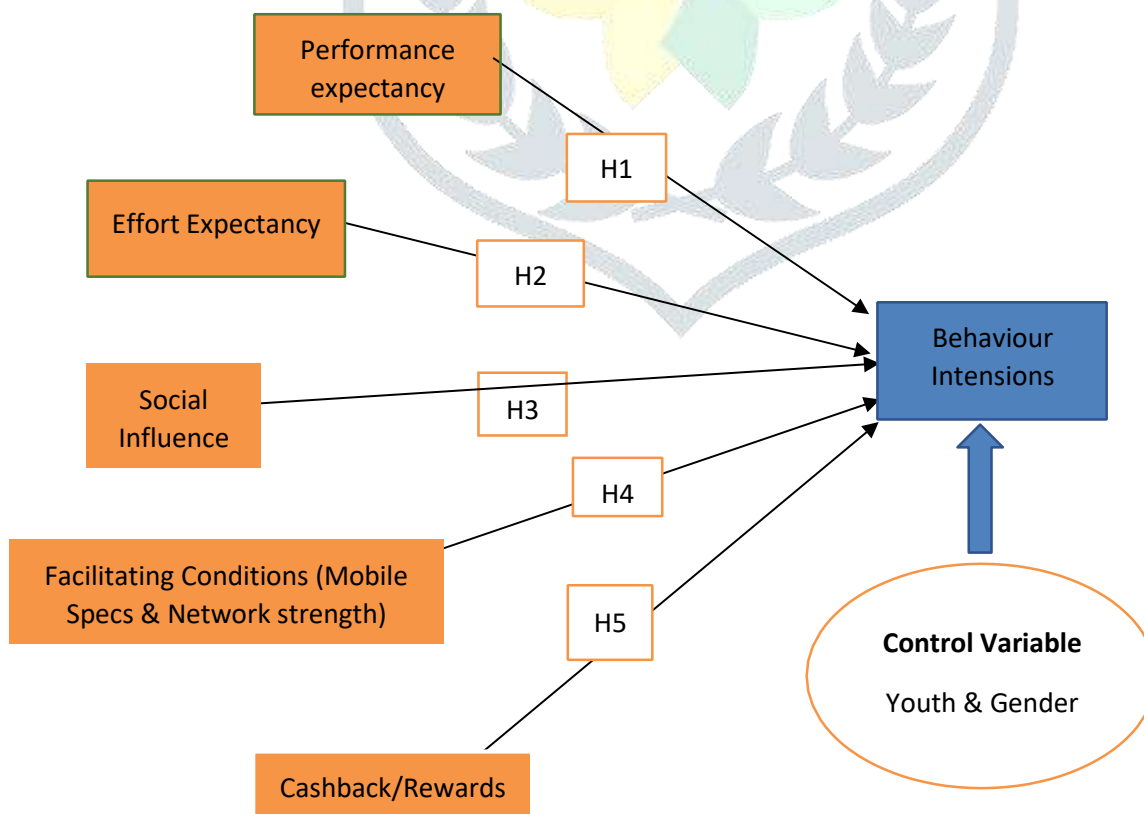 Performance
expectancy
H1
Effort Expectancy
H2
Behaviour
Intensions
Social
Influence
H3
H4
Facilitating Conditions (Mobile
Specs & Network strength)
H5
Control Variable
Youth & Gender
Cashback/Rewards